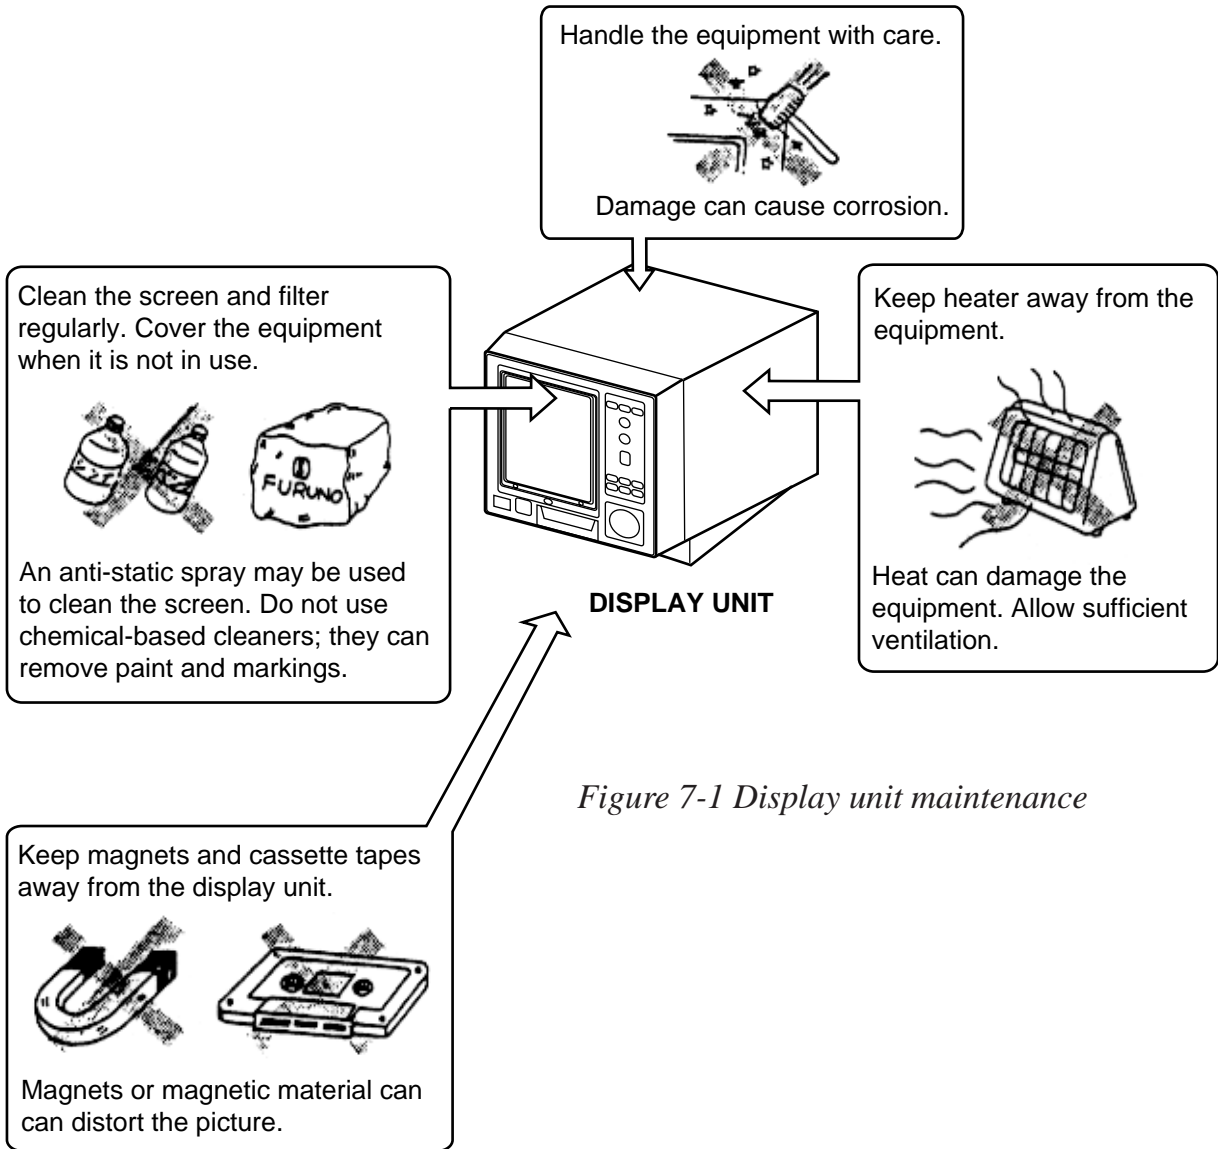 Handle the equipment with care.
Damage can cause corrosion.
Clean the screen and filter
regularly. Cover the equipment
when it is not in use.
FURUNO
An anti-static spray may be used
to clean the screen. Do not use
chemical-based cleaners; they can
remove paint and markings.
Keep heater away from the
equipment.
Heat can damage the
equipment. Allow sufficient
ventilation.
DISPLAY UNIT
Keep magnets and cassette tapes
away from the display unit.
Magnets or magnetic material can
can distort the picture.
Figure 7-1 Display unit maintenance